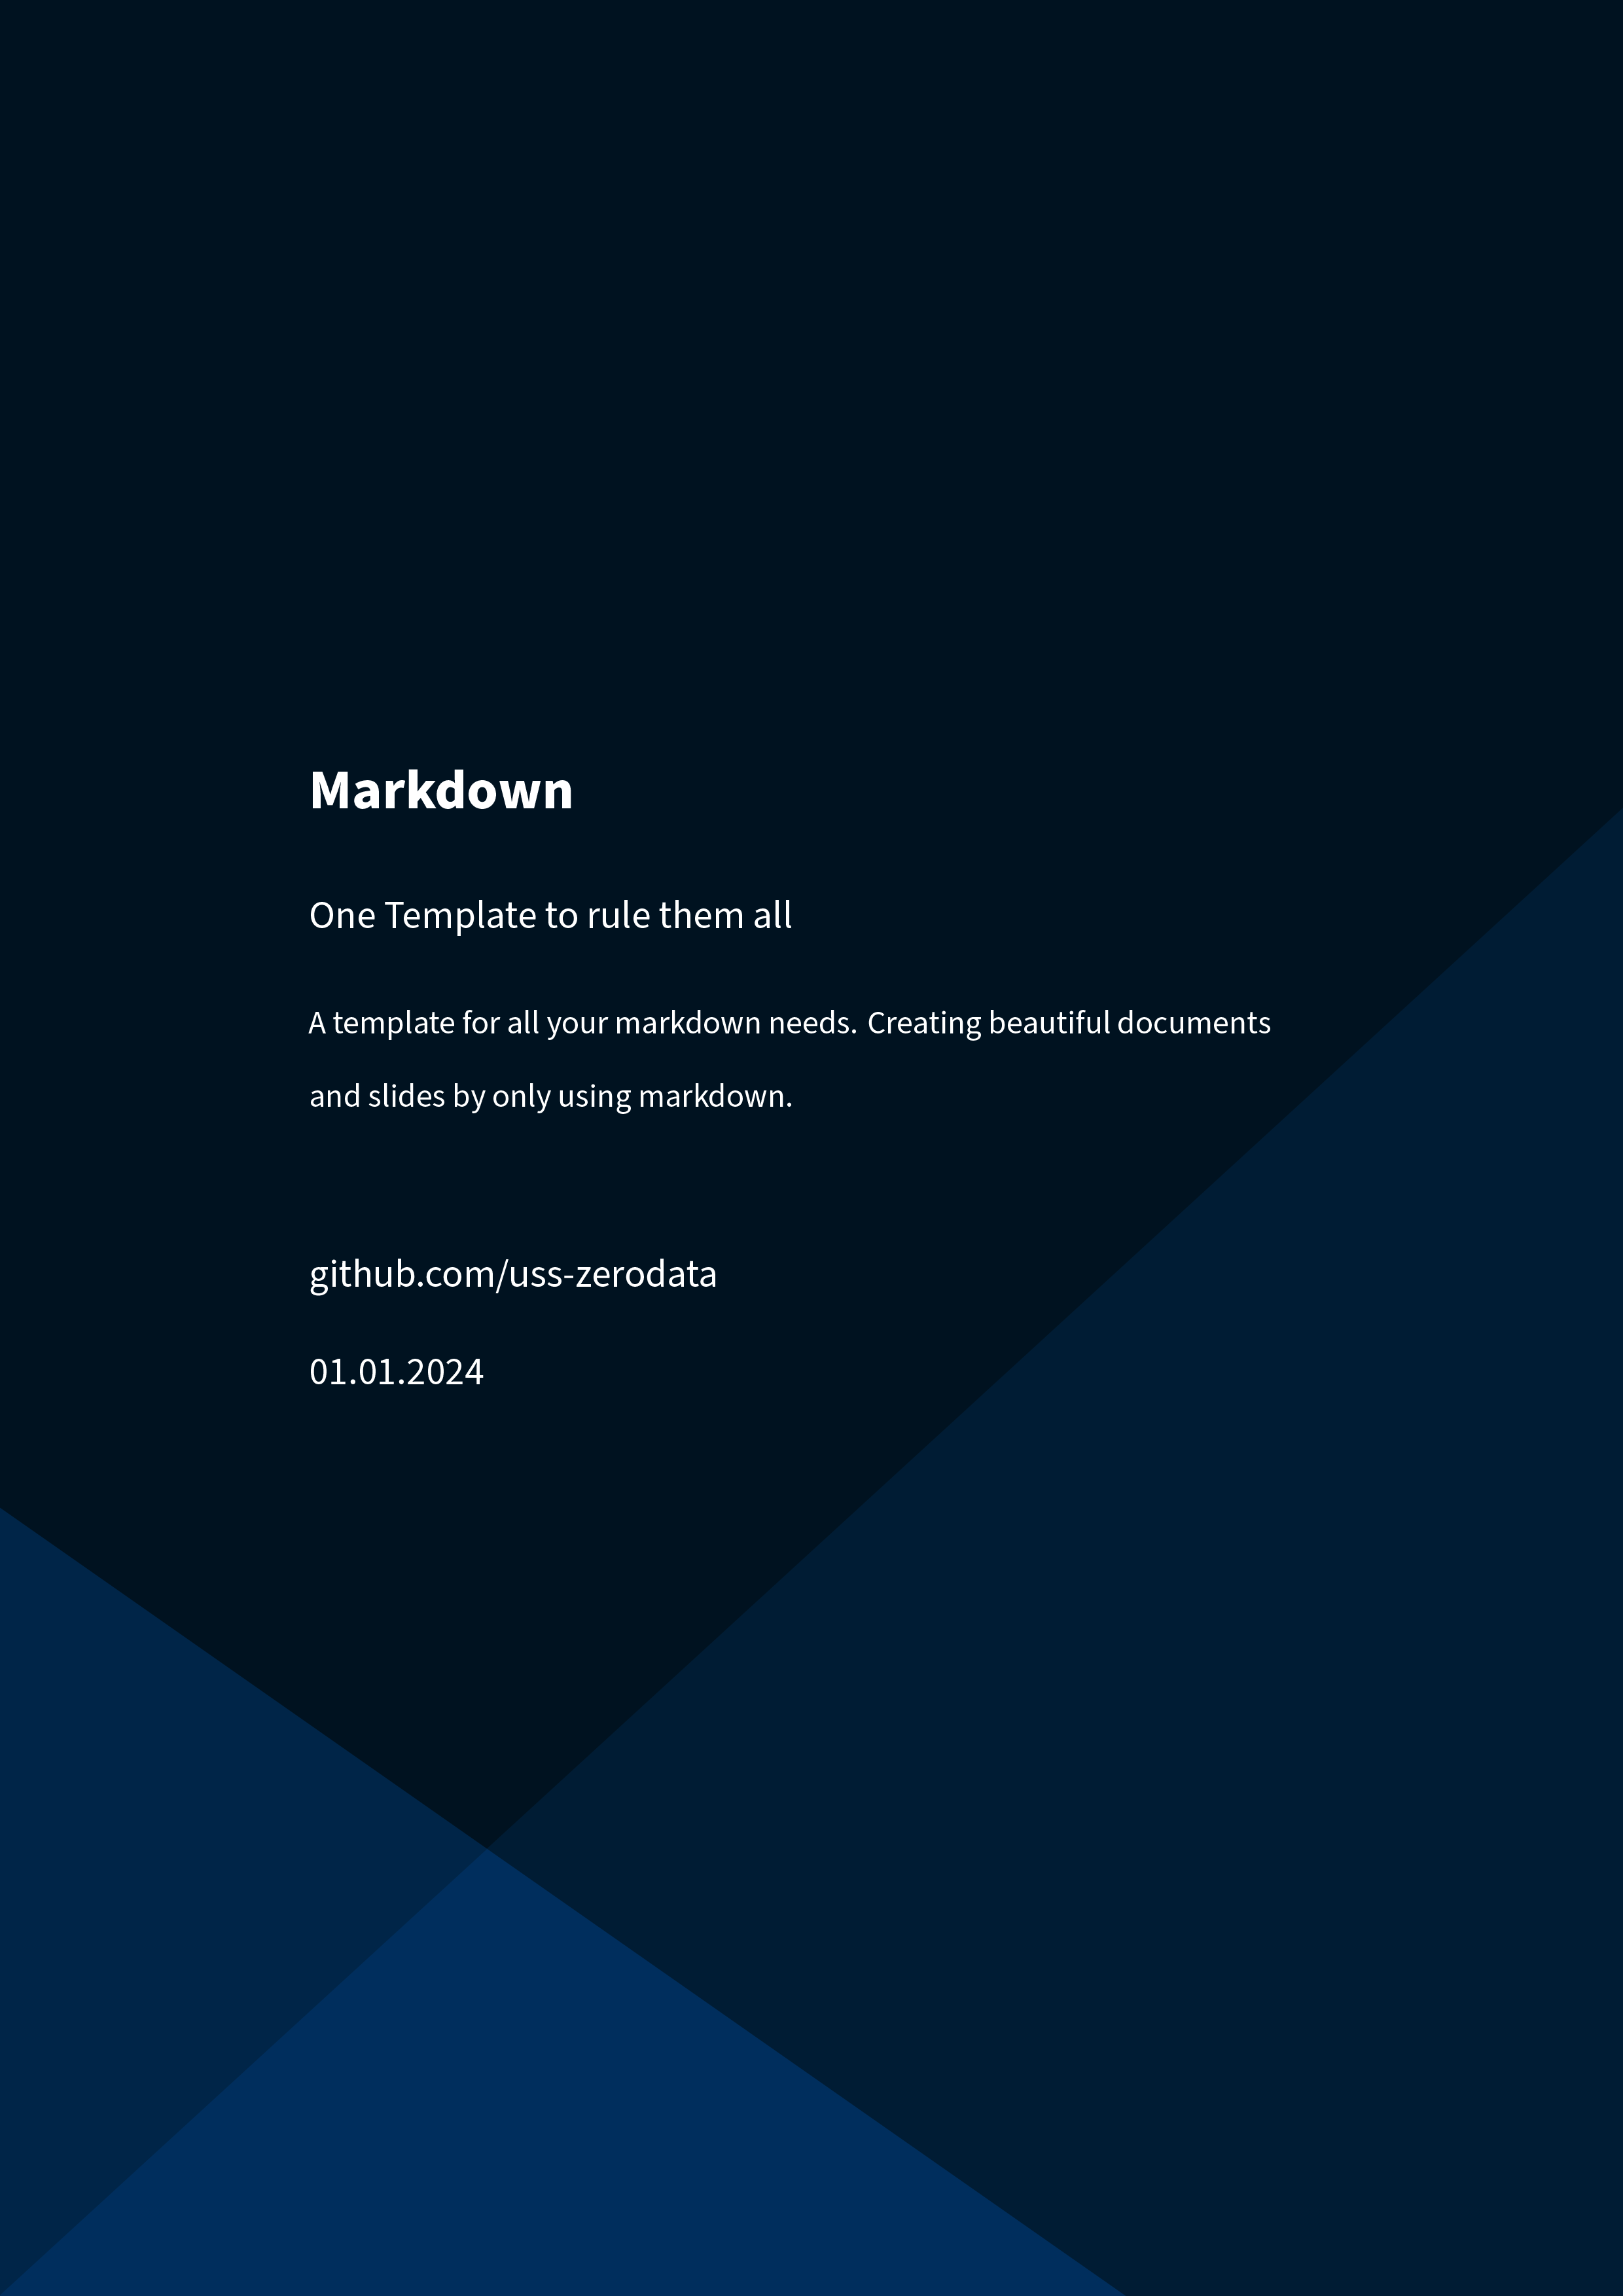 Markdown
One Template to rule them all
A template for all your markdown needs. Creating beautiful documents
and slides by only using markdown.
github.com/uss-zerodata
01.01.2024